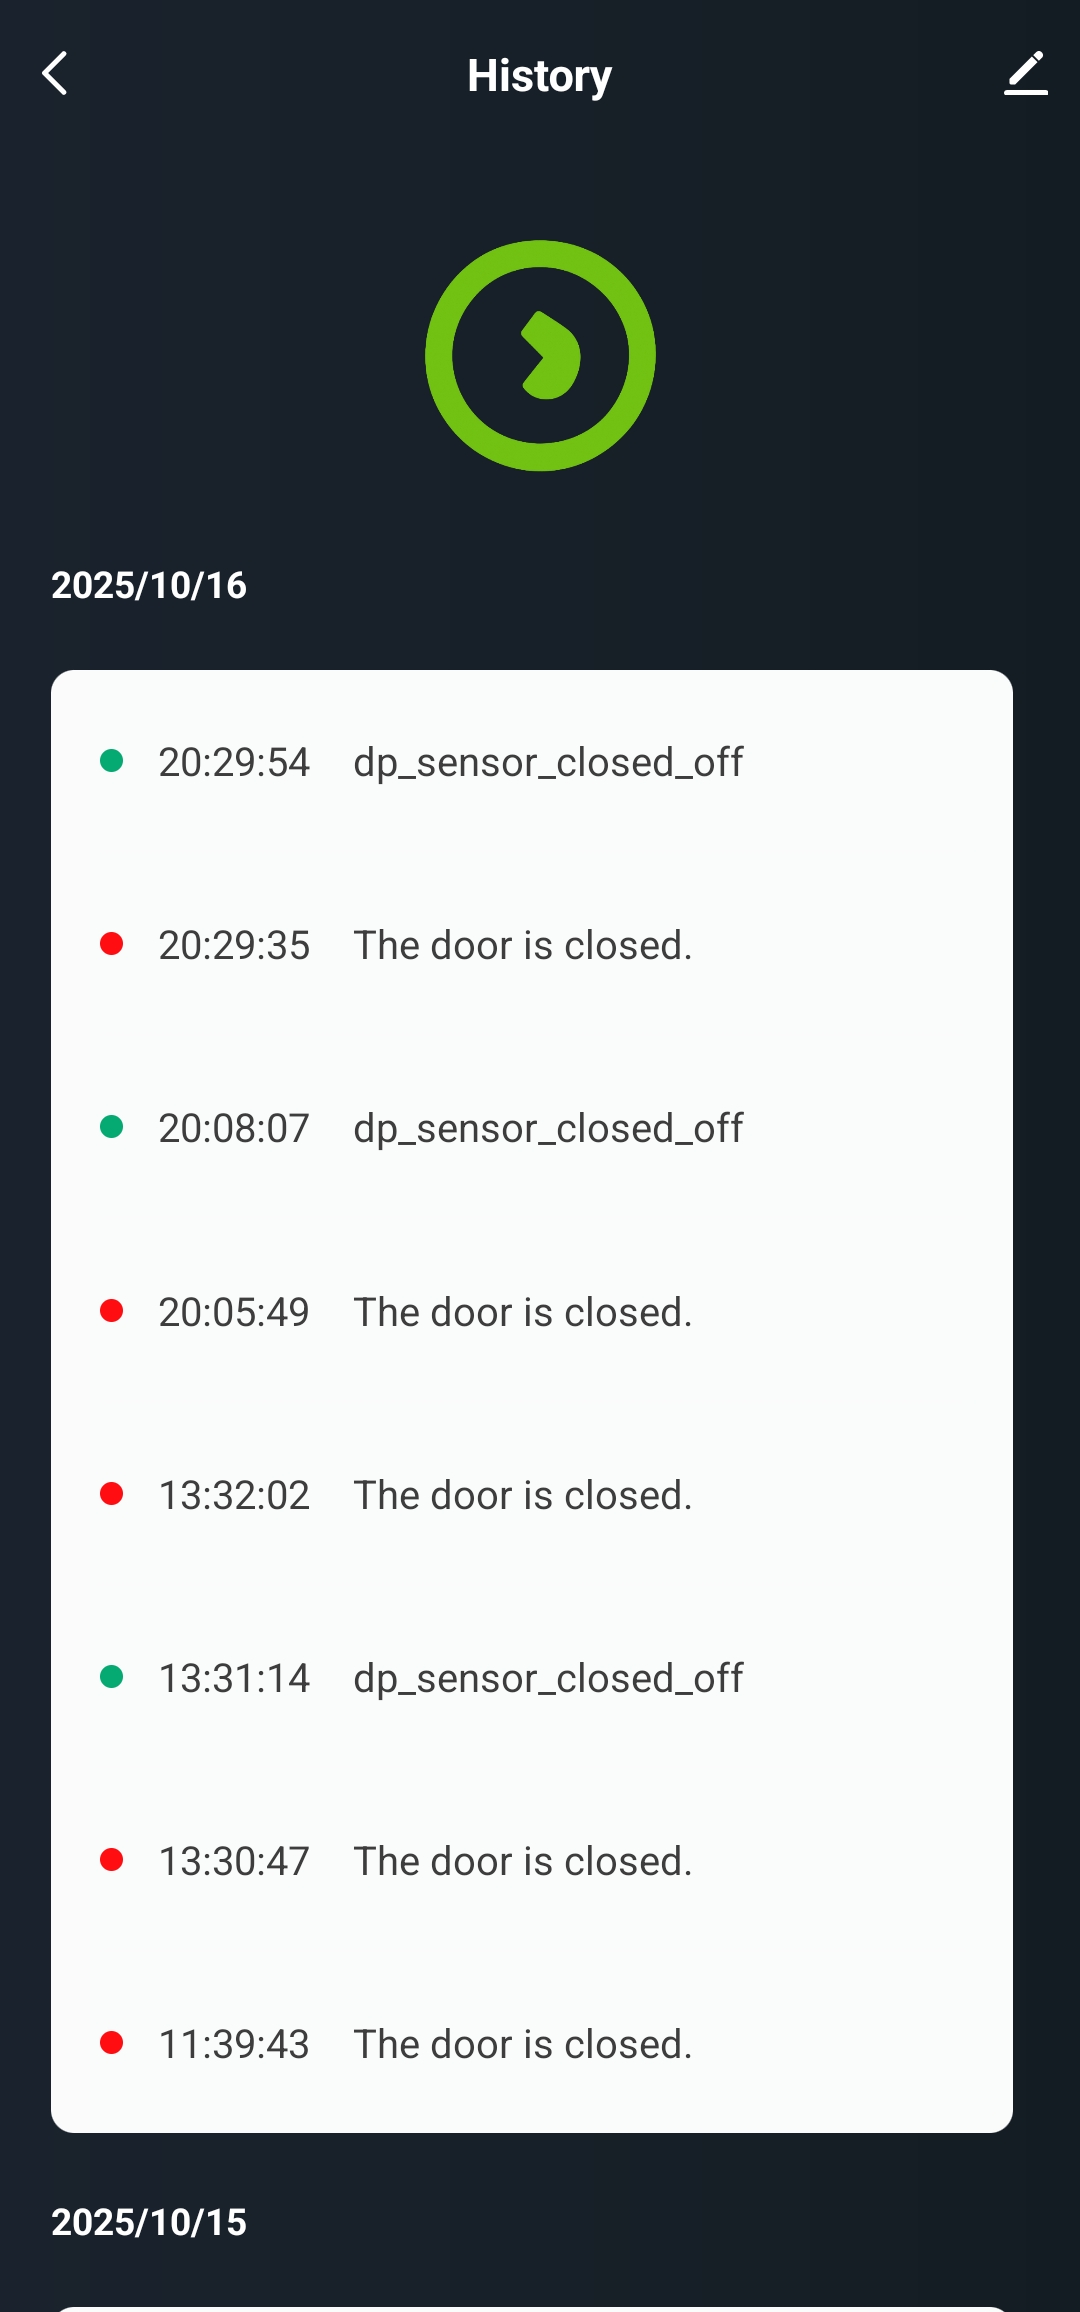 History
2025/10/16
20:29:54 dp_sensor_closed_off
20:29:35 The door is closed.
20:08:07 dp_sensor_closed_off
20:05:49 The door is closed.
13:32:02 The door is closed.
13:31:14 dp_sensor_closed_off
13:30:47 The door is closed.
11:39:43 The door is closed.
2025/10/15